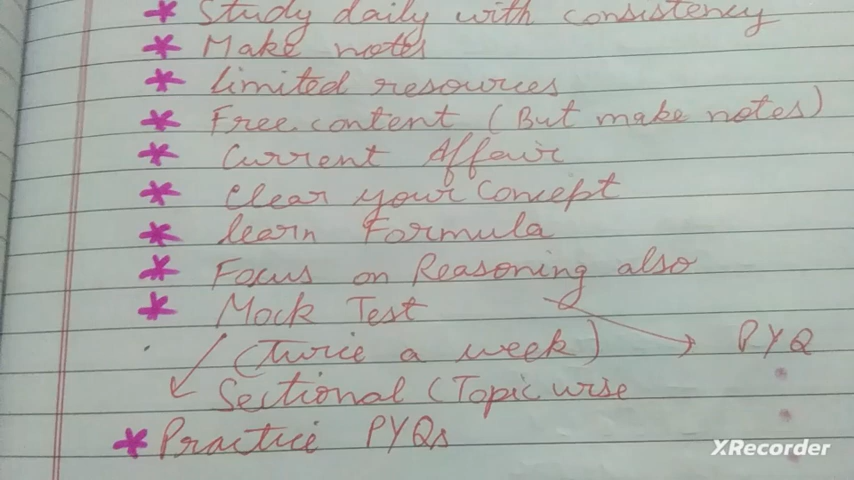 * Study daily with consistency
* Make notes
* limited resources
* Free content (But make notes)
* Current Affair
* Clear your Concept
* learn Formula
* Focus on Reasoning also
* Mock Test
(twice a week) → PYQ
Sectional (Topic wise
* Practice PYQs
XRecorder